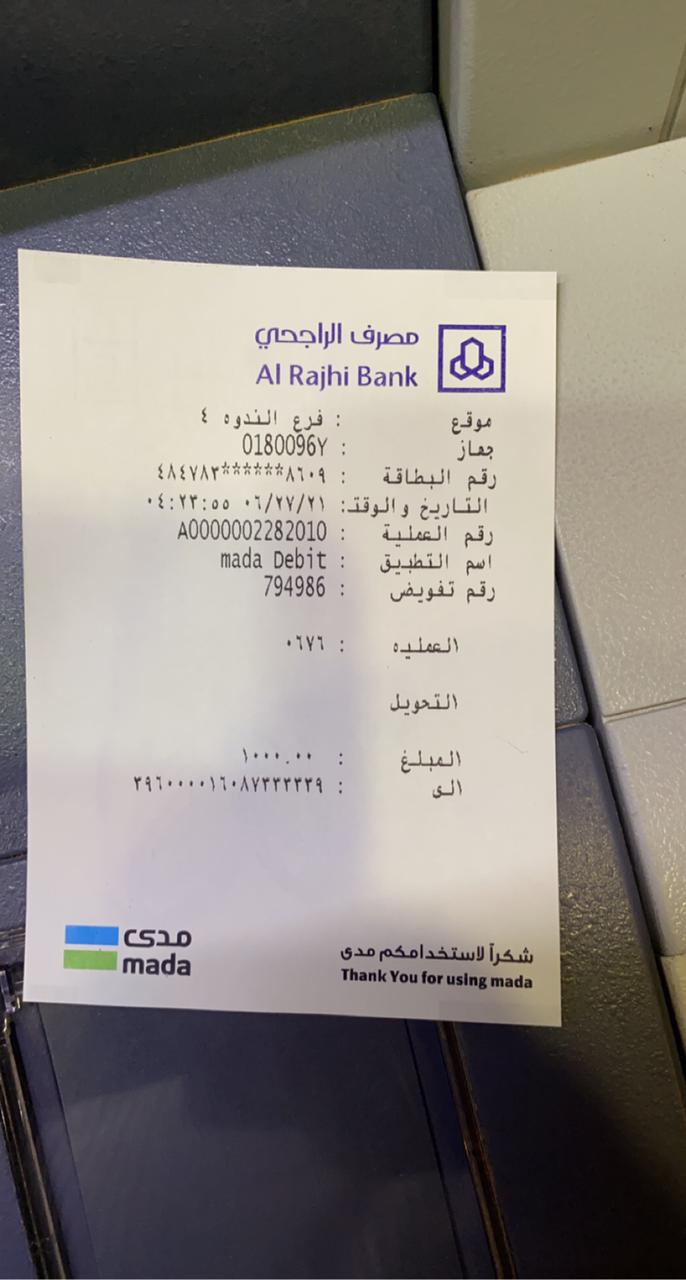 مصرف الراجحي
Al Rajhi Bank
موقع : فرع الندوه ٤
جهاز : 0180096Y
رقم البطاقة : ٤٨٤٧٨٣******٨٦٠٩
التاريخ والوقت: ٠٦/٢٧/٢١ ٠٤:٢٣:٥٥
رقم العملية : A0000002282010
اسم التطبيق : mada Debit
رقم تفويض : 794986
العمليه : ٠٦٧٦
التحويل
المبلغ : ١٠٠٠.٠٠
الى : ٣٩٦٠٠٠٠١٦٠٨٧٣٣٣٣٣٩
مدى
mada
شكراً لاستخدامكم مدى
Thank You for using mada